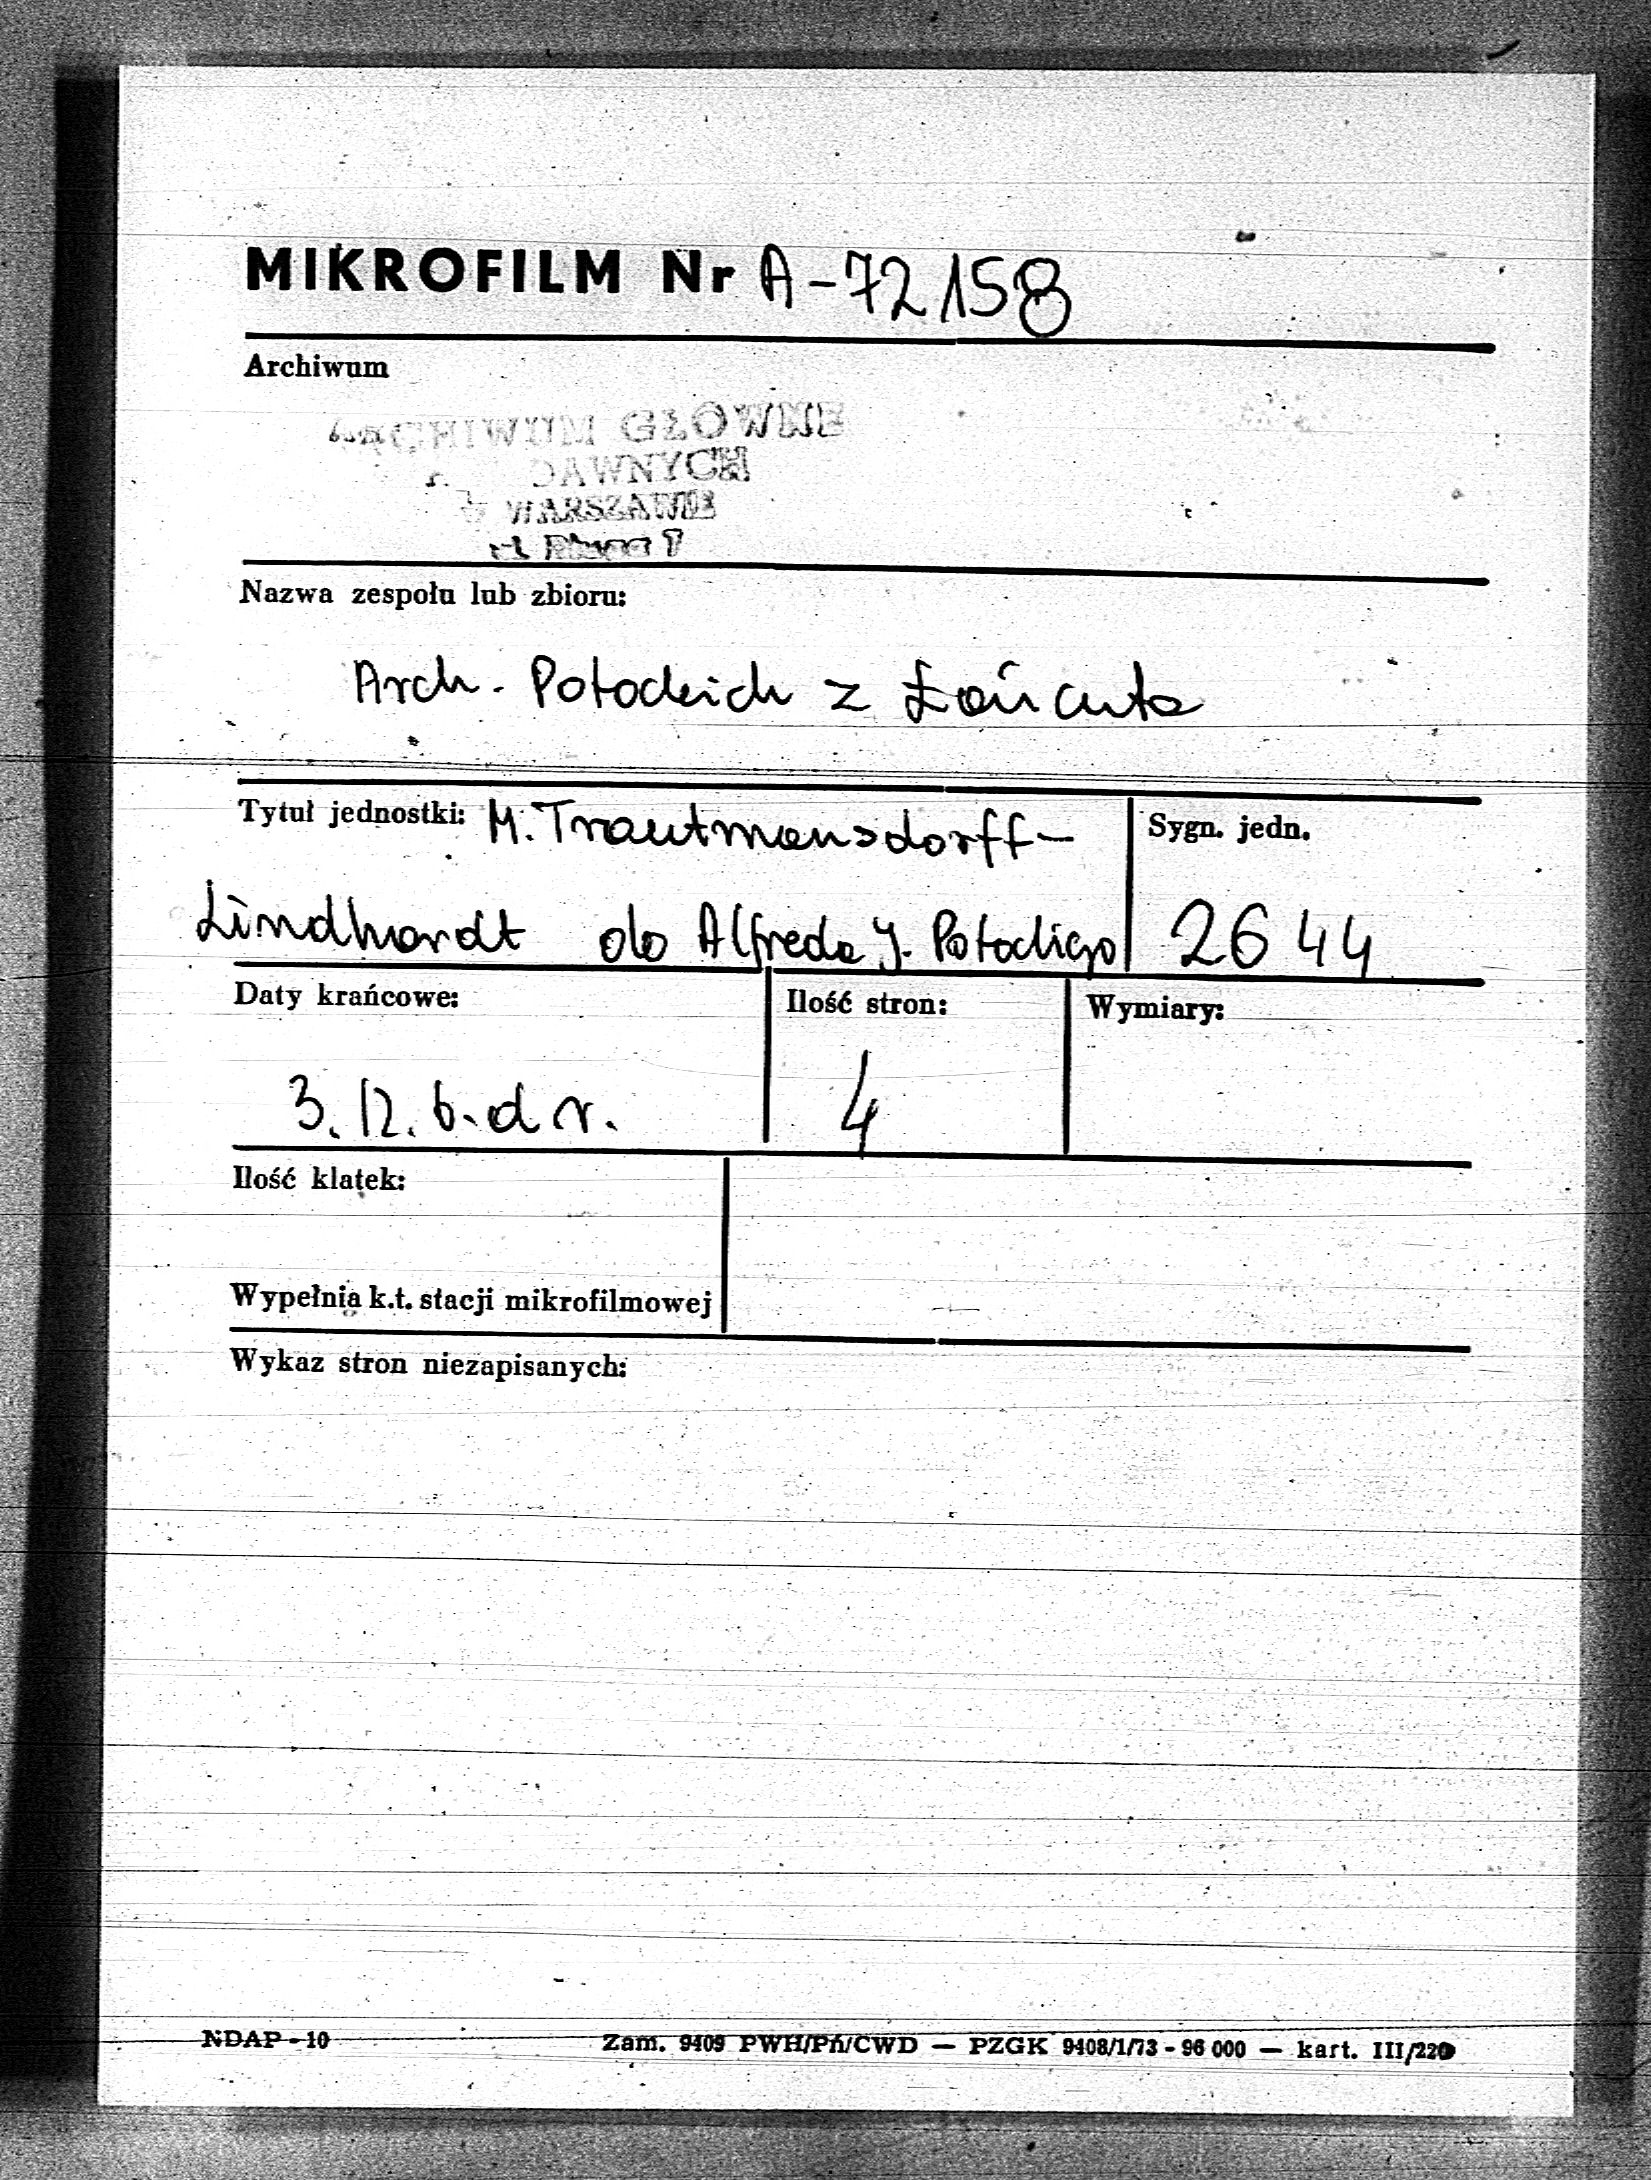 MIKROFILM Nr A-72158
Archiwum
ARCHIWUM GŁÓWNE
DAWNYCH
WARSZAWIE
Nazwa zespołu lub zbioru:
Arch. Potockich z Łańcuta
Tytuł jednostki: M. Trautmansdorff-
Sygn. jedn.
Lindhardt do Alfreda J. Potockiego
2644
Daty krańcowe:
Ilość stron:
Wymiary:
3.12. b.d r.
4
Ilość klatek:
Wypełnia k.t. stacji mikrofilmowej
Wykaz stron niezapisanych:
NDAP-10
Zam. 9409 PWH/Pń/CWD — PZGK 9408/1/73 - 96 000 — kart. III/220